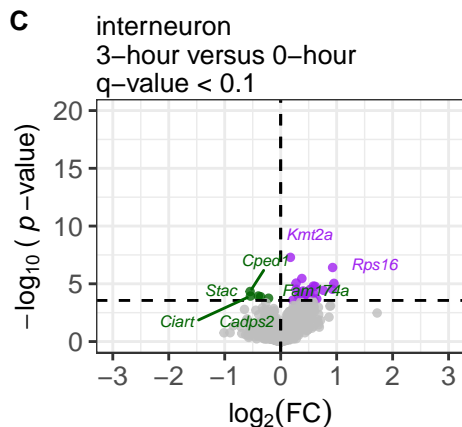 C
interneuron
3−hour versus 0−hour
q−value < 0.1
20
15
10
5
0
−log10 ( p −value)
Kmt2a
Cped1
Rps16
Stac
Fam174a
Ciart
Cadps2
−3 −2 −1 0 1 2 3
log2(FC)